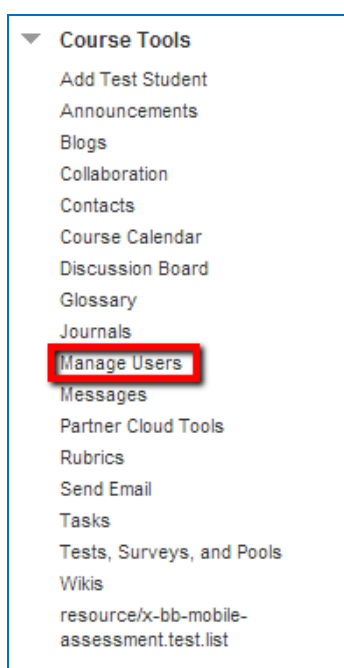 Course Tools
Add Test Student
Announcements
Blogs
Collaboration
Contacts
Course Calendar
Discussion Board
Glossary
Journals
Manage Users
Messages
Partner Cloud Tools
Rubrics
Send Email
Tasks
Tests, Surveys, and Pools
Wikis
resource/x-bb-mobile-
assessment.test.list